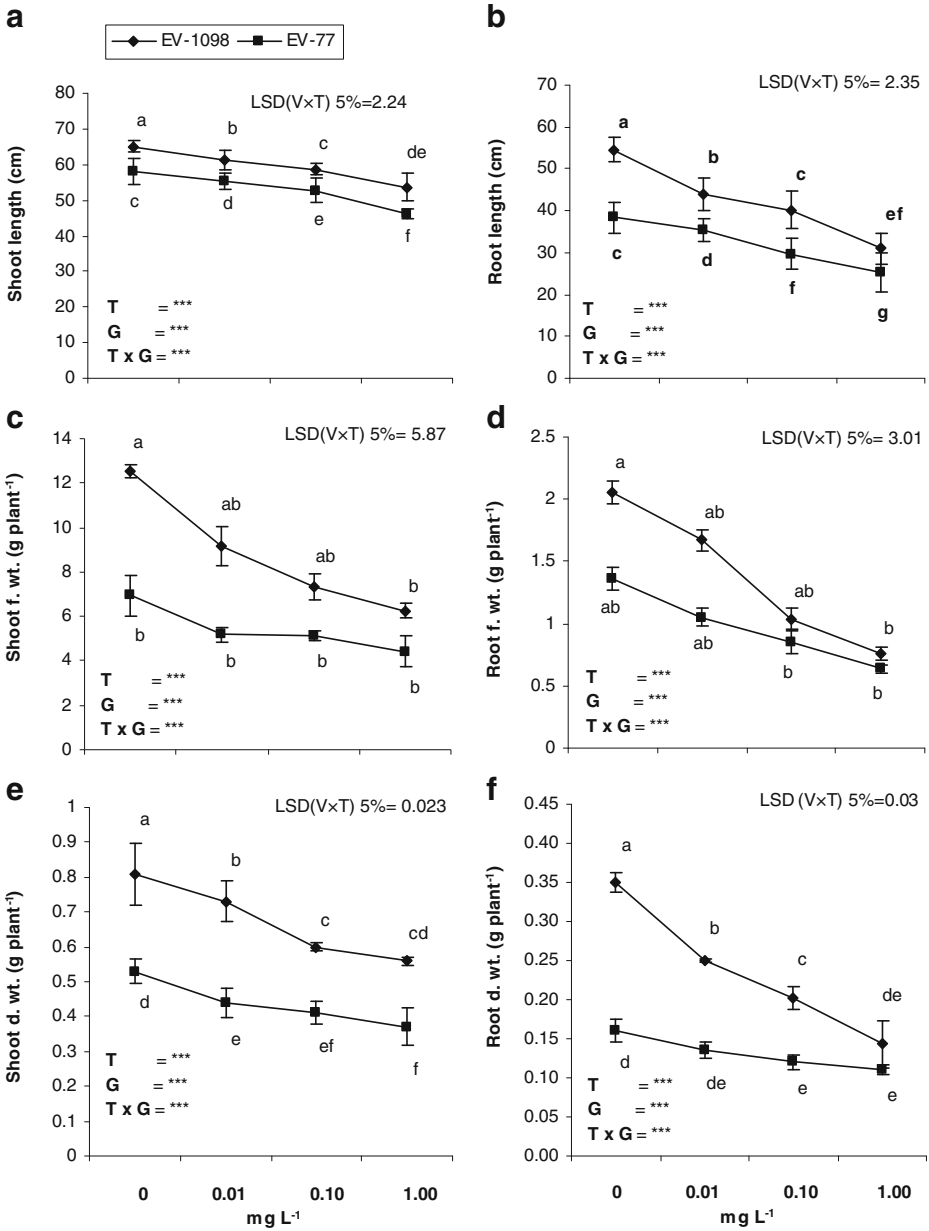 a
EV-1098 EV-77
LSD(V×T) 5%=2.24
Shoot length (cm)
80
70
60
50
40
30
20
10
0
a
b
c
de
c
d
e
f
T = ***
G = ***
T x G = ***
b
LSD(V×T) 5%= 2.35
Root length (cm)
70
60
50
40
30
20
10
0
a
b
c
ef
c
d
f
g
T = ***
G = ***
T x G = ***
c
LSD(V×T) 5%= 5.87
Shoot f. wt. (g plant⁻¹)
14
12
10
8
6
4
2
0
a
ab
ab
b
b
b
b
b
T = ***
G = ***
T x G = ***
d
LSD(V×T) 5%= 3.01
Root f. wt. (g plant⁻¹)
2.5
2
1.5
1
0.5
0
a
ab
ab
b
ab
ab
b
b
T = ***
G = ***
T x G = ***
e
LSD(V×T) 5%= 0.023
Shoot d. wt. (g plant⁻¹)
1
0.9
0.8
0.7
0.6
0.5
0.4
0.3
0.2
0.1
0
a
b
c
cd
d
e
ef
f
T = ***
G = ***
T x G = ***
0 0.01 0.10 1.00
mg L⁻¹
f
LSD (V×T) 5%=0.03
Root d. wt. (g plant⁻¹)
0.45
0.40
0.35
0.30
0.25
0.20
0.15
0.10
0.05
0.00
a
b
c
de
d
de
e
e
T = ***
G = ***
T x G = ***
0 0.01 0.10 1.00
mg L⁻¹